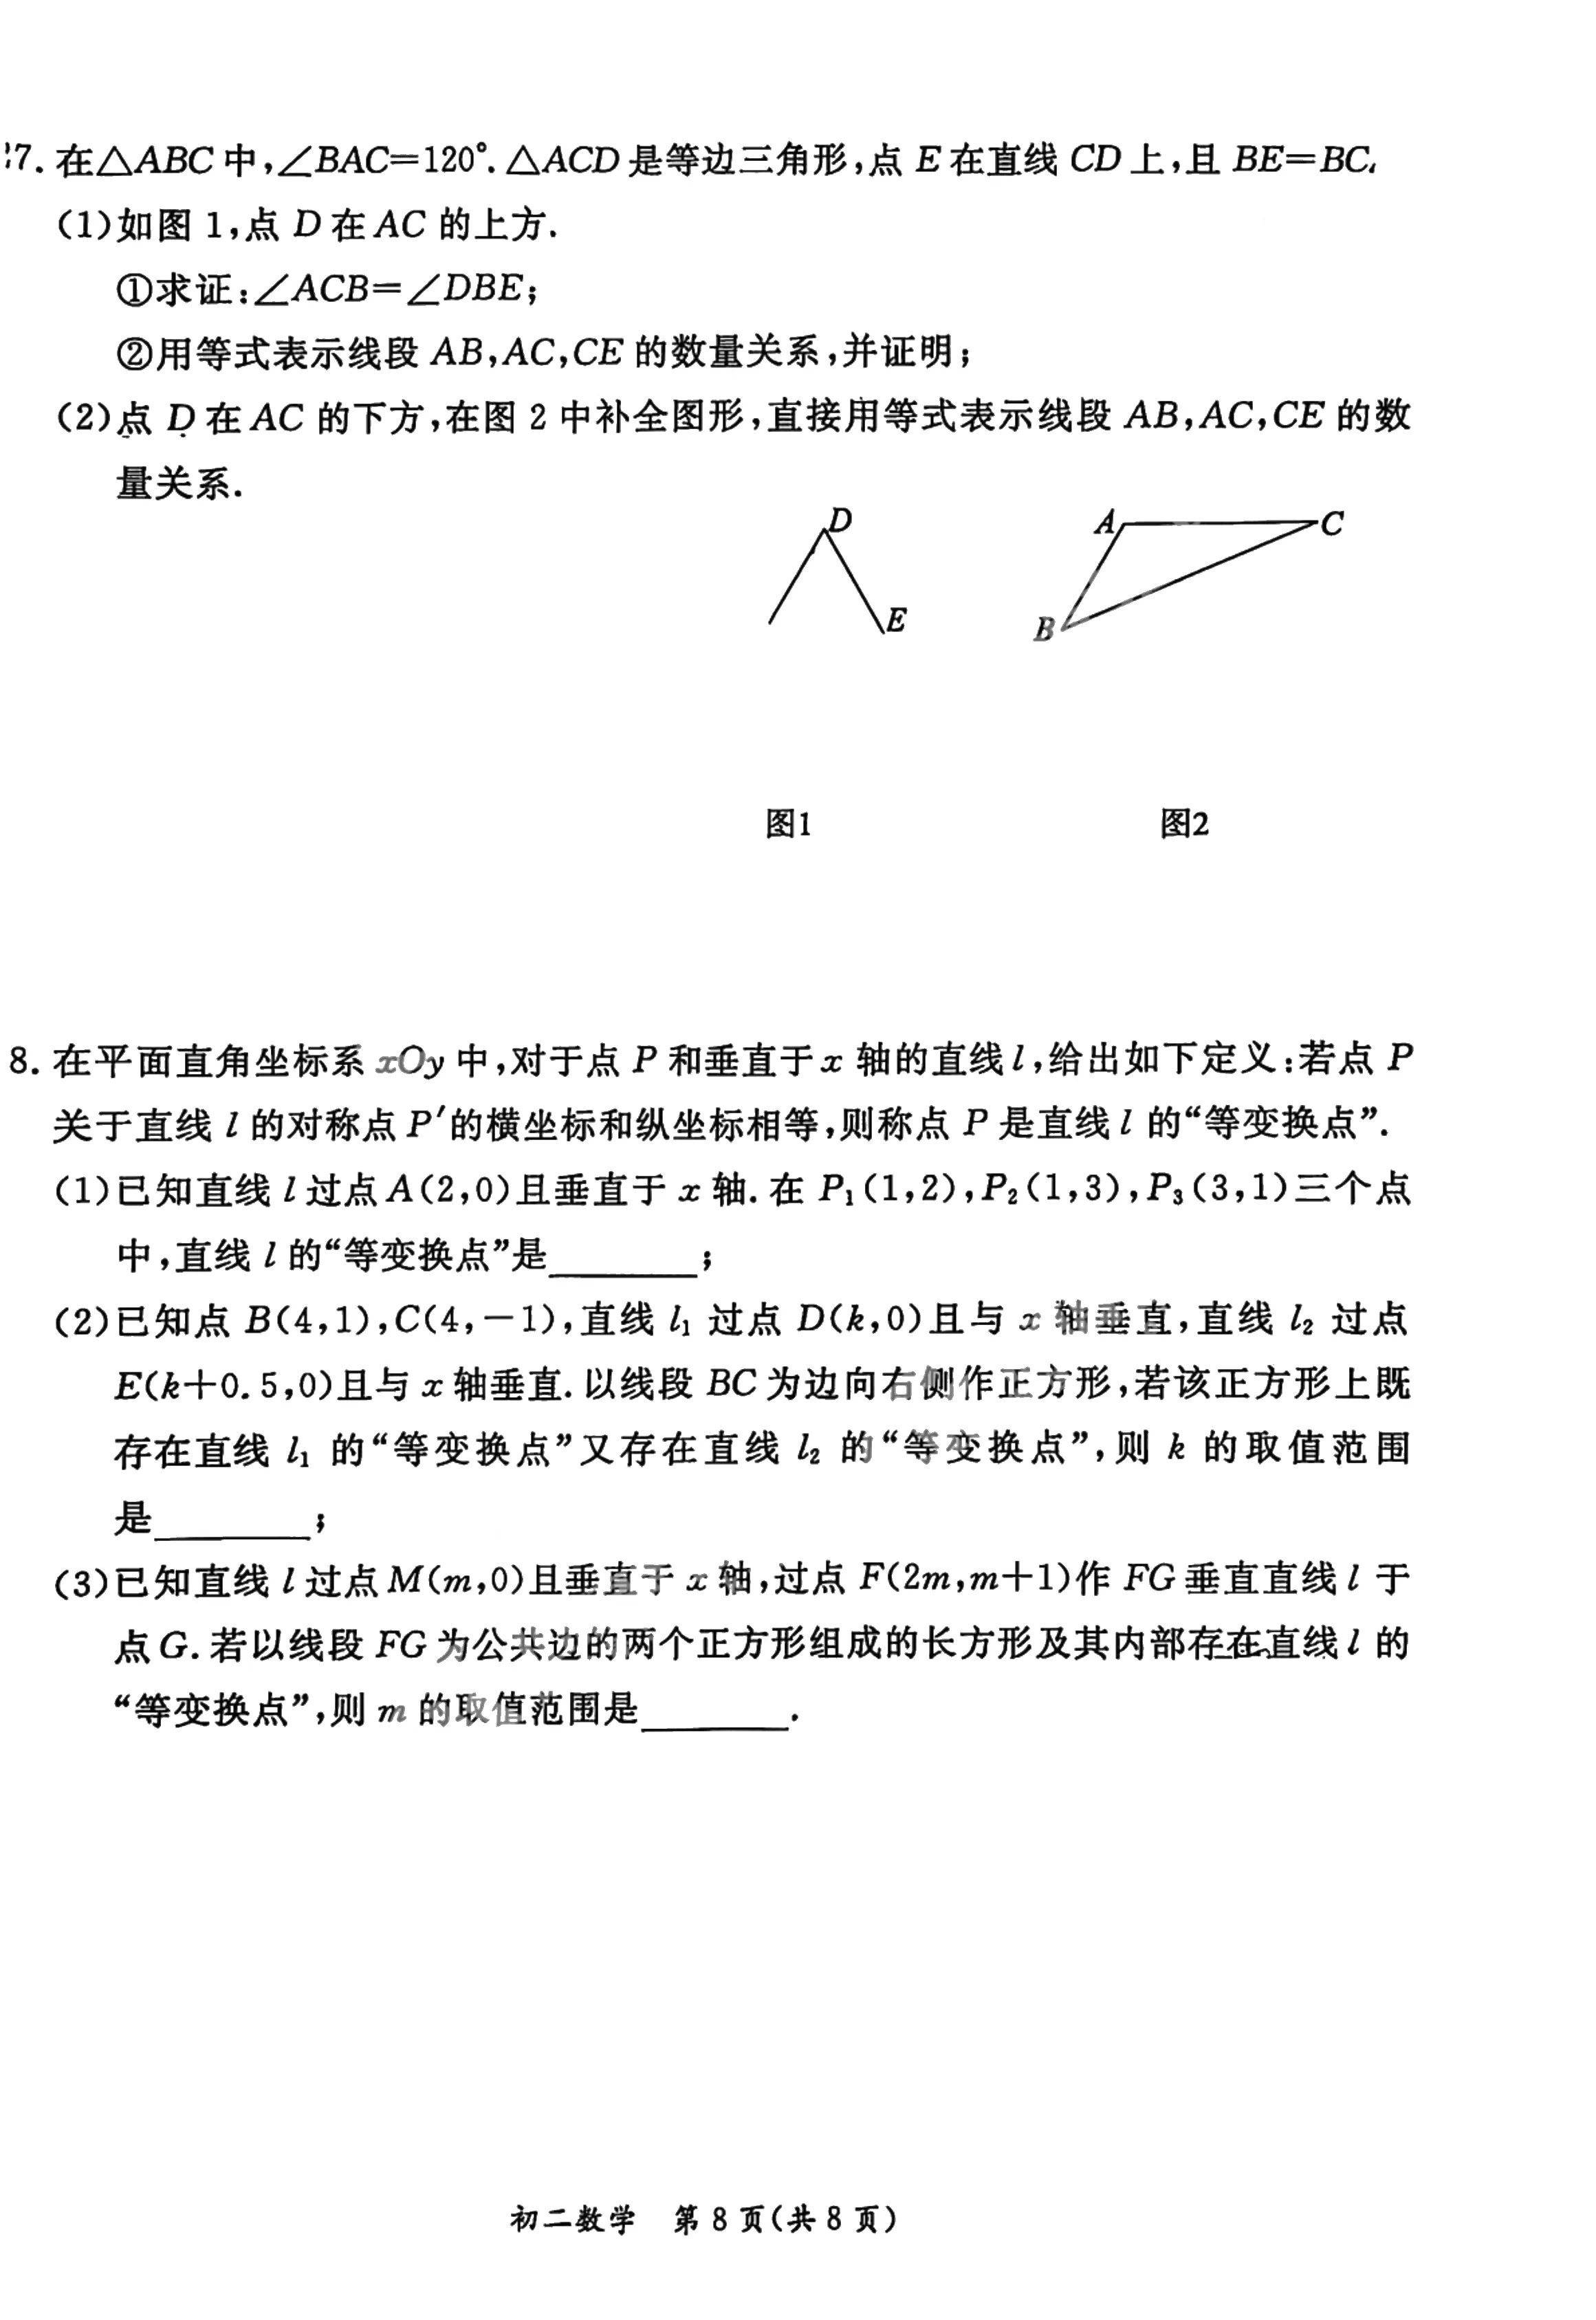 27. 在△ABC中,∠BAC=120°.△ACD是等边三角形,点E在直线CD上,且BE=BC.
(1)如图1,点D在AC的上方.
①求证:∠ACB=∠DBE;
②用等式表示线段AB,AC,CE的数量关系,并证明;
(2)点D在AC的下方,在图2中补全图形,直接用等式表示线段AB,AC,CE的数
量关系.
D
E
A
C
B
图1
图2
8. 在平面直角坐标系xOy中,对于点P和垂直于x轴的直线l,给出如下定义:若点P
关于直线l的对称点P′的横坐标和纵坐标相等,则称点P是直线l的“等变换点”.
(1)已知直线l过点A(2,0)且垂直于x轴.在P₁(1,2),P₂(1,3),P₃(3,1)三个点
中,直线l的“等变换点”是________;
(2)已知点B(4,1),C(4,-1),直线l₁过点D(k,0)且与x轴垂直,直线l₂过点
E(k+0.5,0)且与x轴垂直.以线段BC为边向右侧作正方形,若该正方形上既
存在直线l₁的“等变换点”又存在直线l₂的“等变换点”,则k的取值范围
是________;
(3)已知直线l过点M(m,0)且垂直于x轴,过点F(2m,m+1)作FG垂直直线l于
点G.若以线段FG为公共边的两个正方形组成的长方形及其内部存在直线l的
“等变换点”,则m的取值范围是________.
初二数学 第8页(共8页)